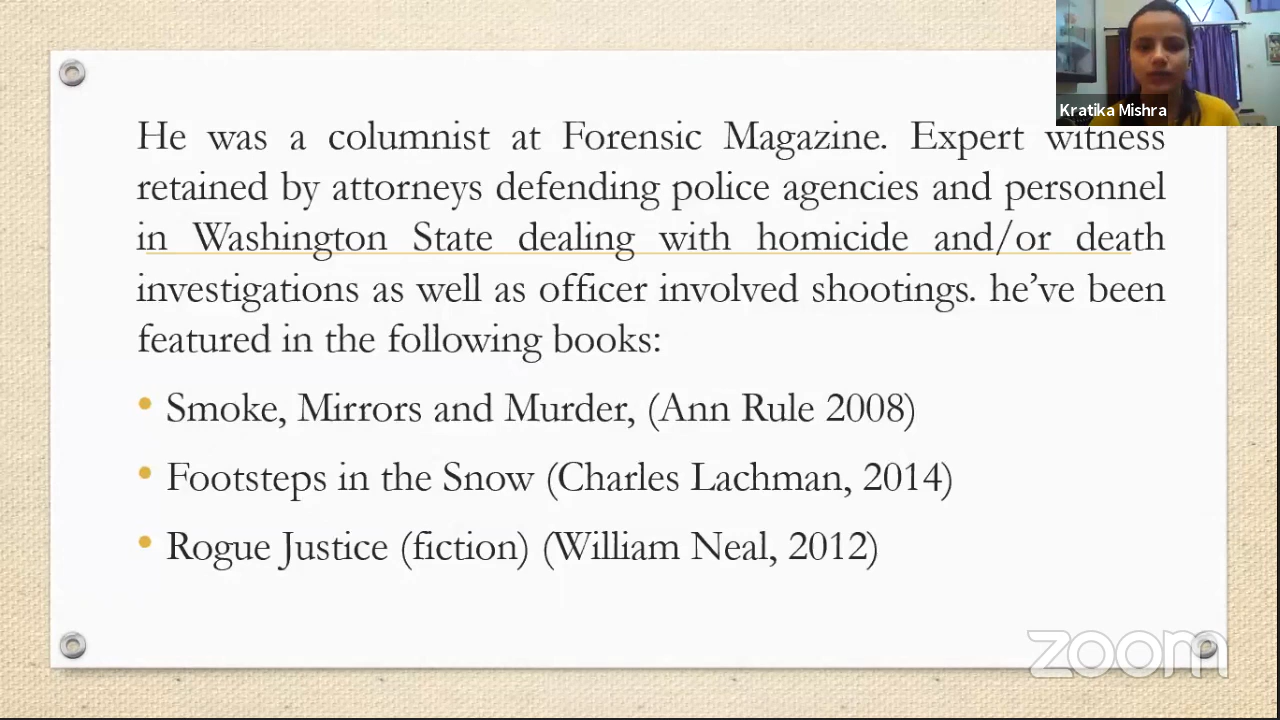 Kratika Mishra
He was a columnist at Forensic Magazine. Expert witness
retained by attorneys defending police agencies and personnel
in Washington State dealing with homicide and/or death
investigations as well as officer involved shootings. he’ve been
featured in the following books:
• Smoke, Mirrors and Murder, (Ann Rule 2008)
• Footsteps in the Snow (Charles Lachman, 2014)
• Rogue Justice (fiction) (William Neal, 2012)
zoom